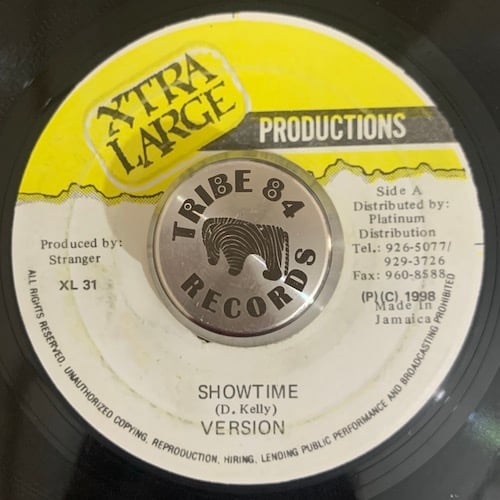 XTRA
LARGE
PRODUCTIONS
TRIBE 84
RECORDS
Side A
Distributed by:
Platinum
Distribution
Tel.: 926-5077/
929-3726
Fax: 960-8588
(P)(C) 1998
Made In
Jamaica
Produced by:
Stranger
XL 31
SHOWTIME
(D. Kelly)
VERSION
ALL RIGHTS RESERVED, UNAUTHORIZED COPYING, REPRODUCTION, HIRING, LENDING PUBLIC PERFORMANCE AND BROADCASTING PROHIBITED